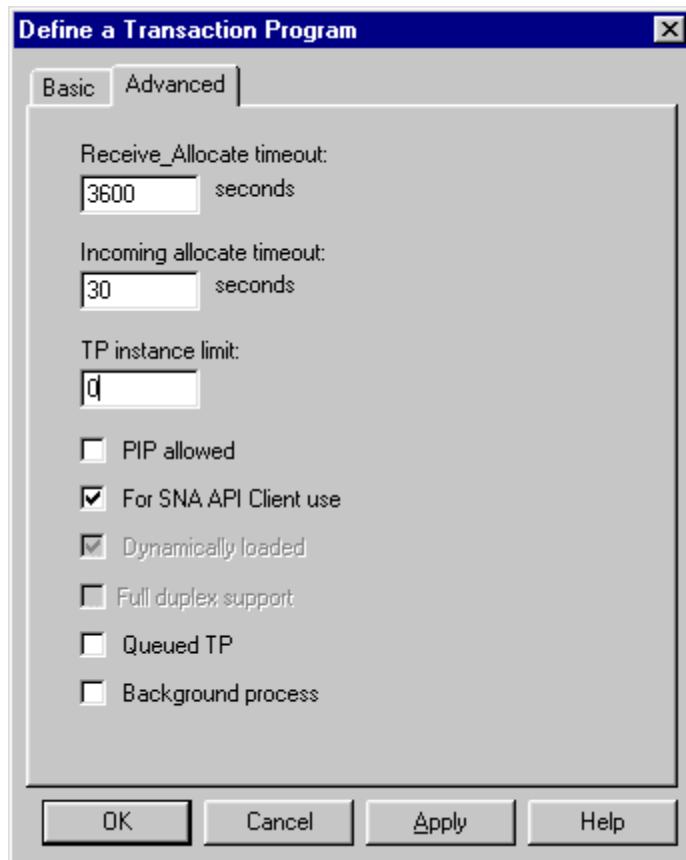 Define a Transaction Program
Basic Advanced
Receive_Allocate timeout:
3600 seconds
Incoming allocate timeout:
30 seconds
TP instance limit:
0
PIP allowed
For SNA API Client use
Dynamically loaded
Full duplex support
Queued TP
Background process
OK Cancel Apply Help